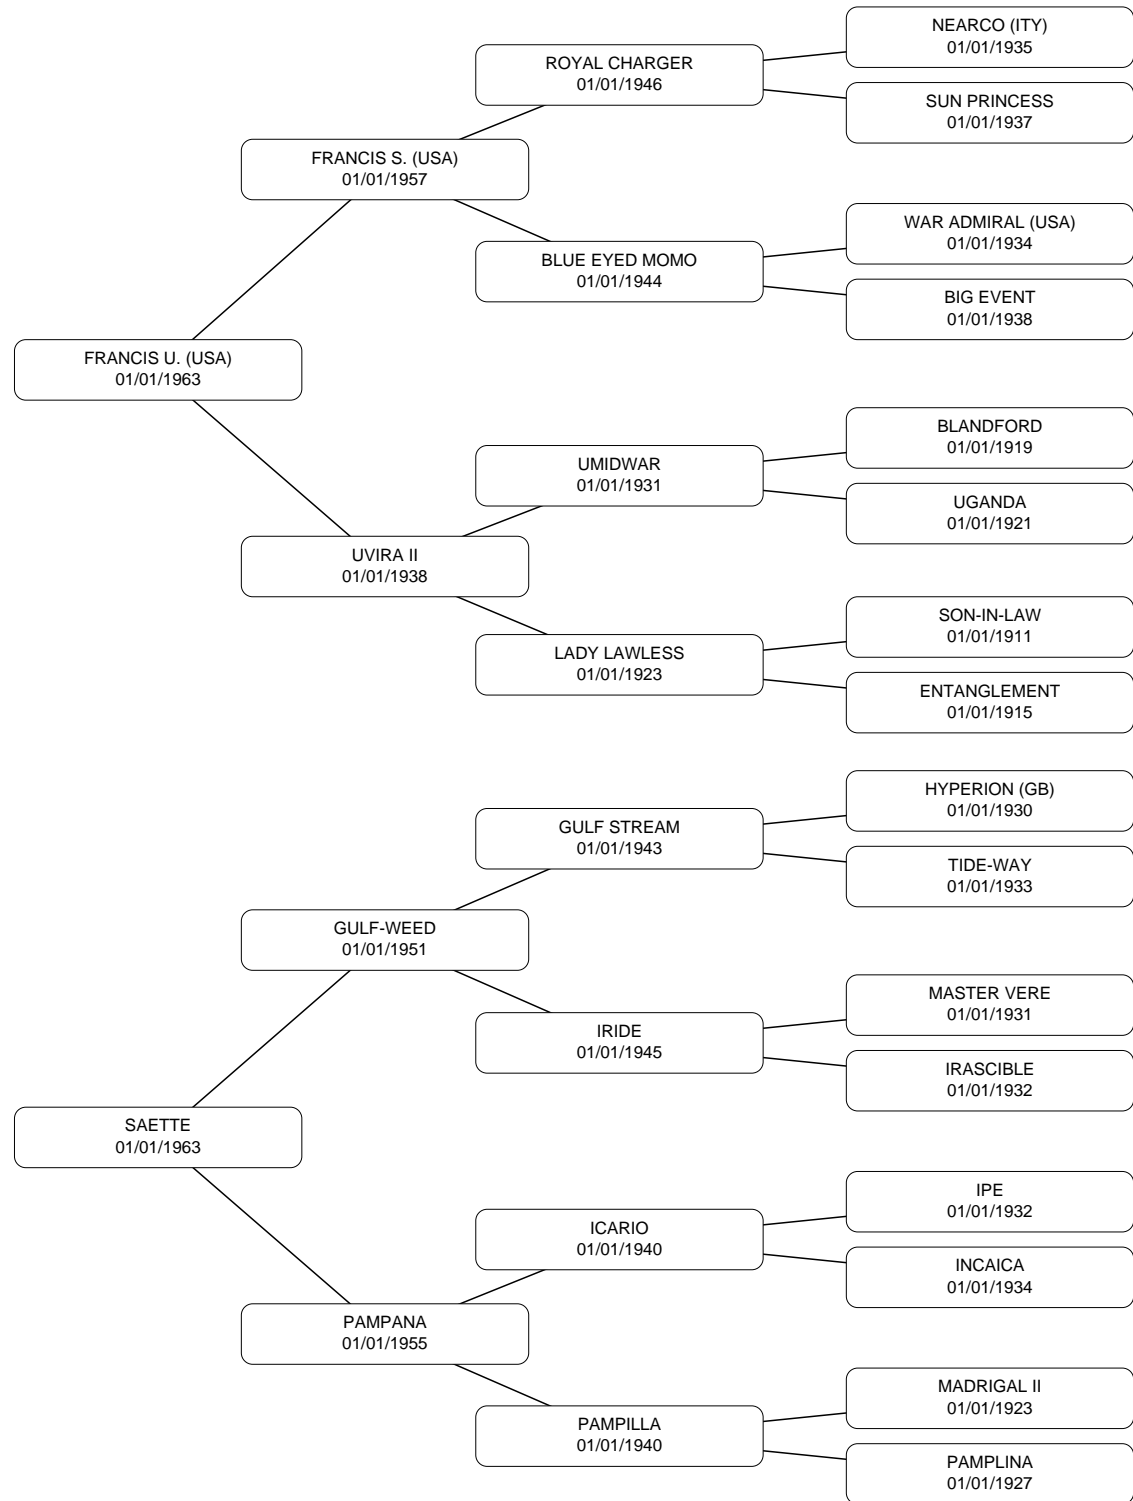 NEARCO (ITY)
01/01/1935
ROYAL CHARGER
01/01/1946
SUN PRINCESS
01/01/1937
FRANCIS S. (USA)
01/01/1957
WAR ADMIRAL (USA)
01/01/1934
BLUE EYED MOMO
01/01/1944
BIG EVENT
01/01/1938
FRANCIS U. (USA)
01/01/1963
BLANDFORD
01/01/1919
UMIDWAR
01/01/1931
UGANDA
01/01/1921
UVIRA II
01/01/1938
SON-IN-LAW
01/01/1911
LADY LAWLESS
01/01/1923
ENTANGLEMENT
01/01/1915
HYPERION (GB)
01/01/1930
GULF STREAM
01/01/1943
TIDE-WAY
01/01/1933
GULF-WEED
01/01/1951
MASTER VERE
01/01/1931
IRIDE
01/01/1945
IRASCIBLE
01/01/1932
SAETTE
01/01/1963
IPE
01/01/1932
ICARIO
01/01/1940
INCAICA
01/01/1934
PAMPANA
01/01/1955
MADRIGAL II
01/01/1923
PAMPILLA
01/01/1940
PAMPLINA
01/01/1927